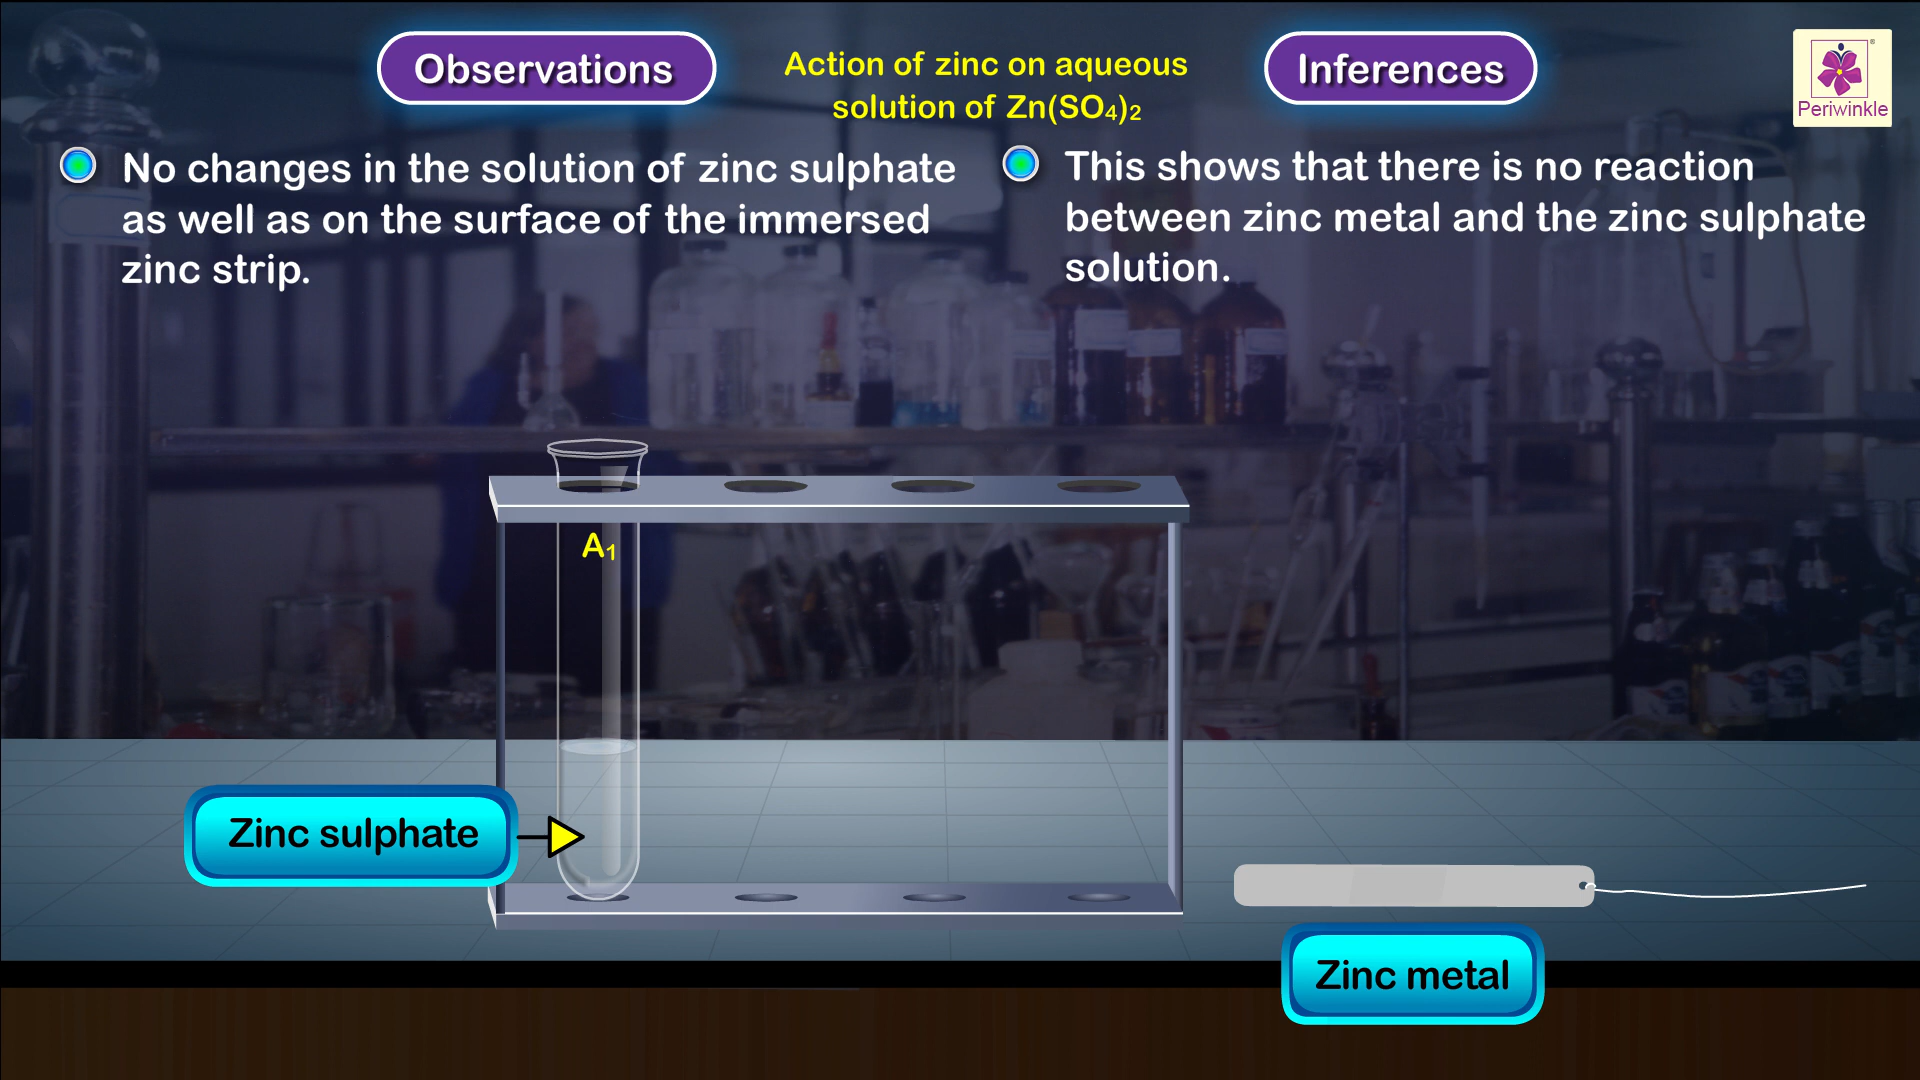 Observations
Action of zinc on aqueous
solution of Zn(SO₄)₂
Inferences
Periwinkle
No changes in the solution of zinc sulphate
as well as on the surface of the immersed
zinc strip.
This shows that there is no reaction
between zinc metal and the zinc sulphate
solution.
A₁
Zinc sulphate
Zinc metal